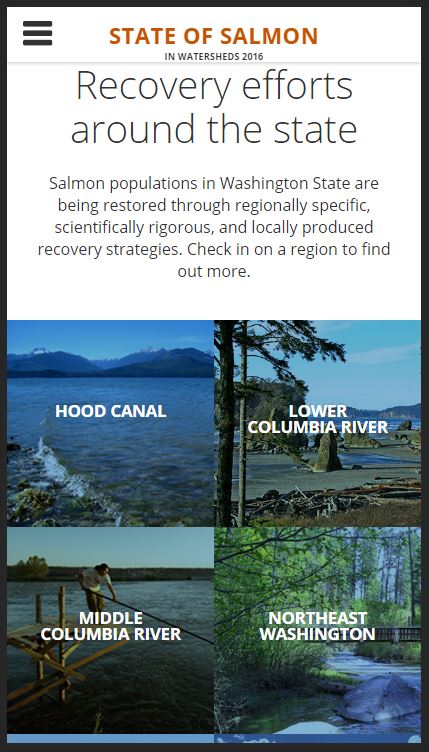 STATE OF SALMON
IN WATERSHEDS 2016
Recovery efforts
around the state
Salmon populations in Washington State are
being restored through regionally specific,
scientifically rigorous, and locally produced
recovery strategies. Check in on a region to find
out more.
HOOD CANAL
LOWER
COLUMBIA RIVER
MIDDLE
COLUMBIA RIVER
NORTHEAST
WASHINGTON